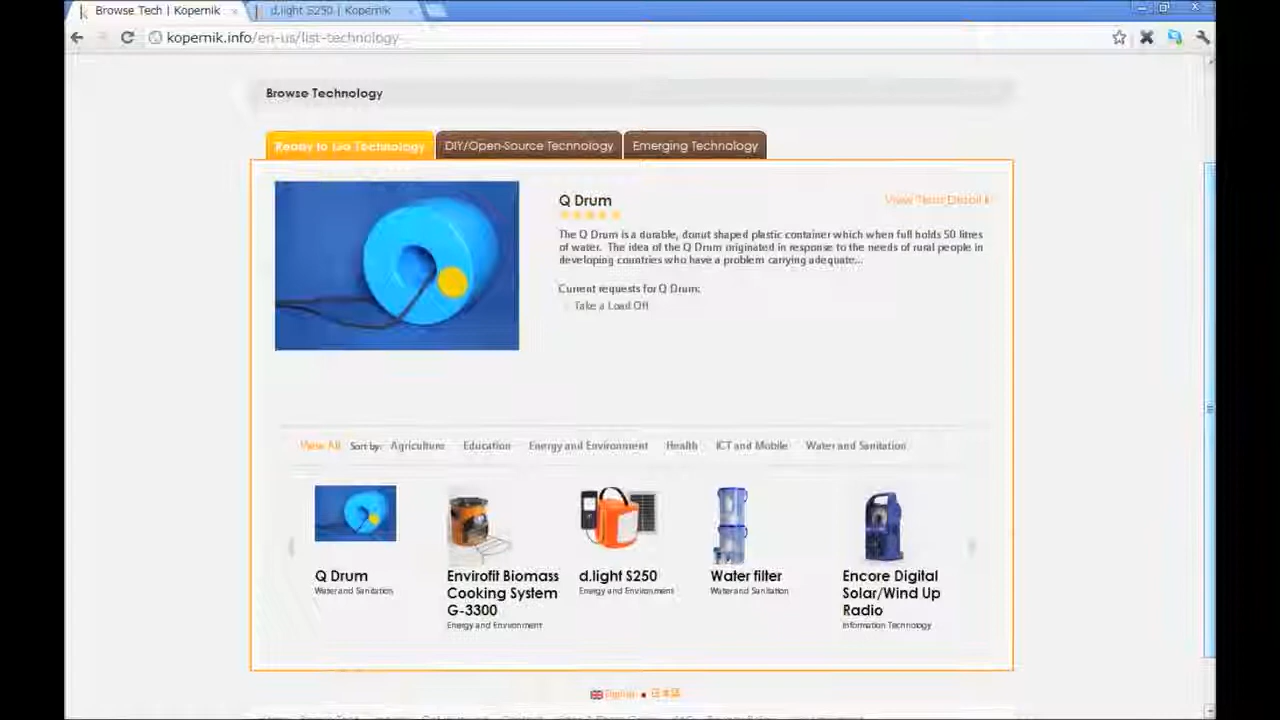 Browse Tech | Kopernik
d.light S250 | Kopernik
kopernik.info/en-us/list-technology
Browse Technology
Ready to Go Technology
DIY/Open-Source Technology
Emerging Technology
Q Drum
View Tech Detail
The Q Drum is a durable, donut shaped plastic container which when full holds 50 litres
of water. The idea of the Q Drum originated in response to the needs of rural people in
developing countries who have a problem carrying adequate...
Current requests for Q Drum:
Take a Load Off!
View All Sort by: Agriculture Education Energy and Environment Health ICT and Mobile Water and Sanitation
Q Drum
Water and Sanitation
Envirofit Biomass
Cooking System
G-3300
Energy and Environment
d.light S250
Energy and Environment
Water filter
Water and Sanitation
Encore Digital
Solar/Wind Up
Radio
Information Technology
English 日本語